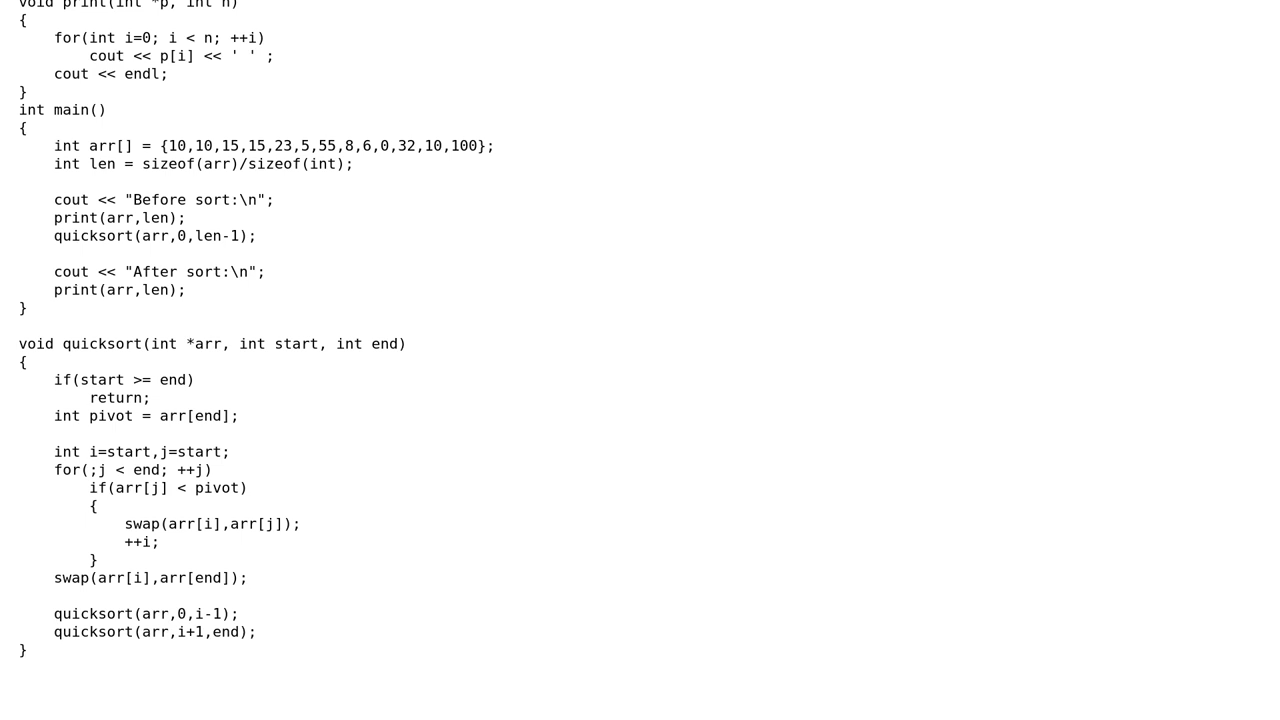 void print(int *p, int n)
{
    for(int i=0; i < n; ++i)
        cout << p[i] << ' ' ;
    cout << endl;
}
int main()
{
    int arr[] = {10,10,15,15,23,5,55,8,6,0,32,10,100};
    int len = sizeof(arr)/sizeof(int);

    cout << "Before sort:\n";
    print(arr,len);
    quicksort(arr,0,len-1);

    cout << "After sort:\n";
    print(arr,len);
}

void quicksort(int *arr, int start, int end)
{
    if(start >= end)
        return;
    int pivot = arr[end];

    int i=start,j=start;
    for(;j < end; ++j)
        if(arr[j] < pivot)
        {
            swap(arr[i],arr[j]);
            ++i;
        }
    swap(arr[i],arr[end]);

    quicksort(arr,0,i-1);
    quicksort(arr,i+1,end);
}